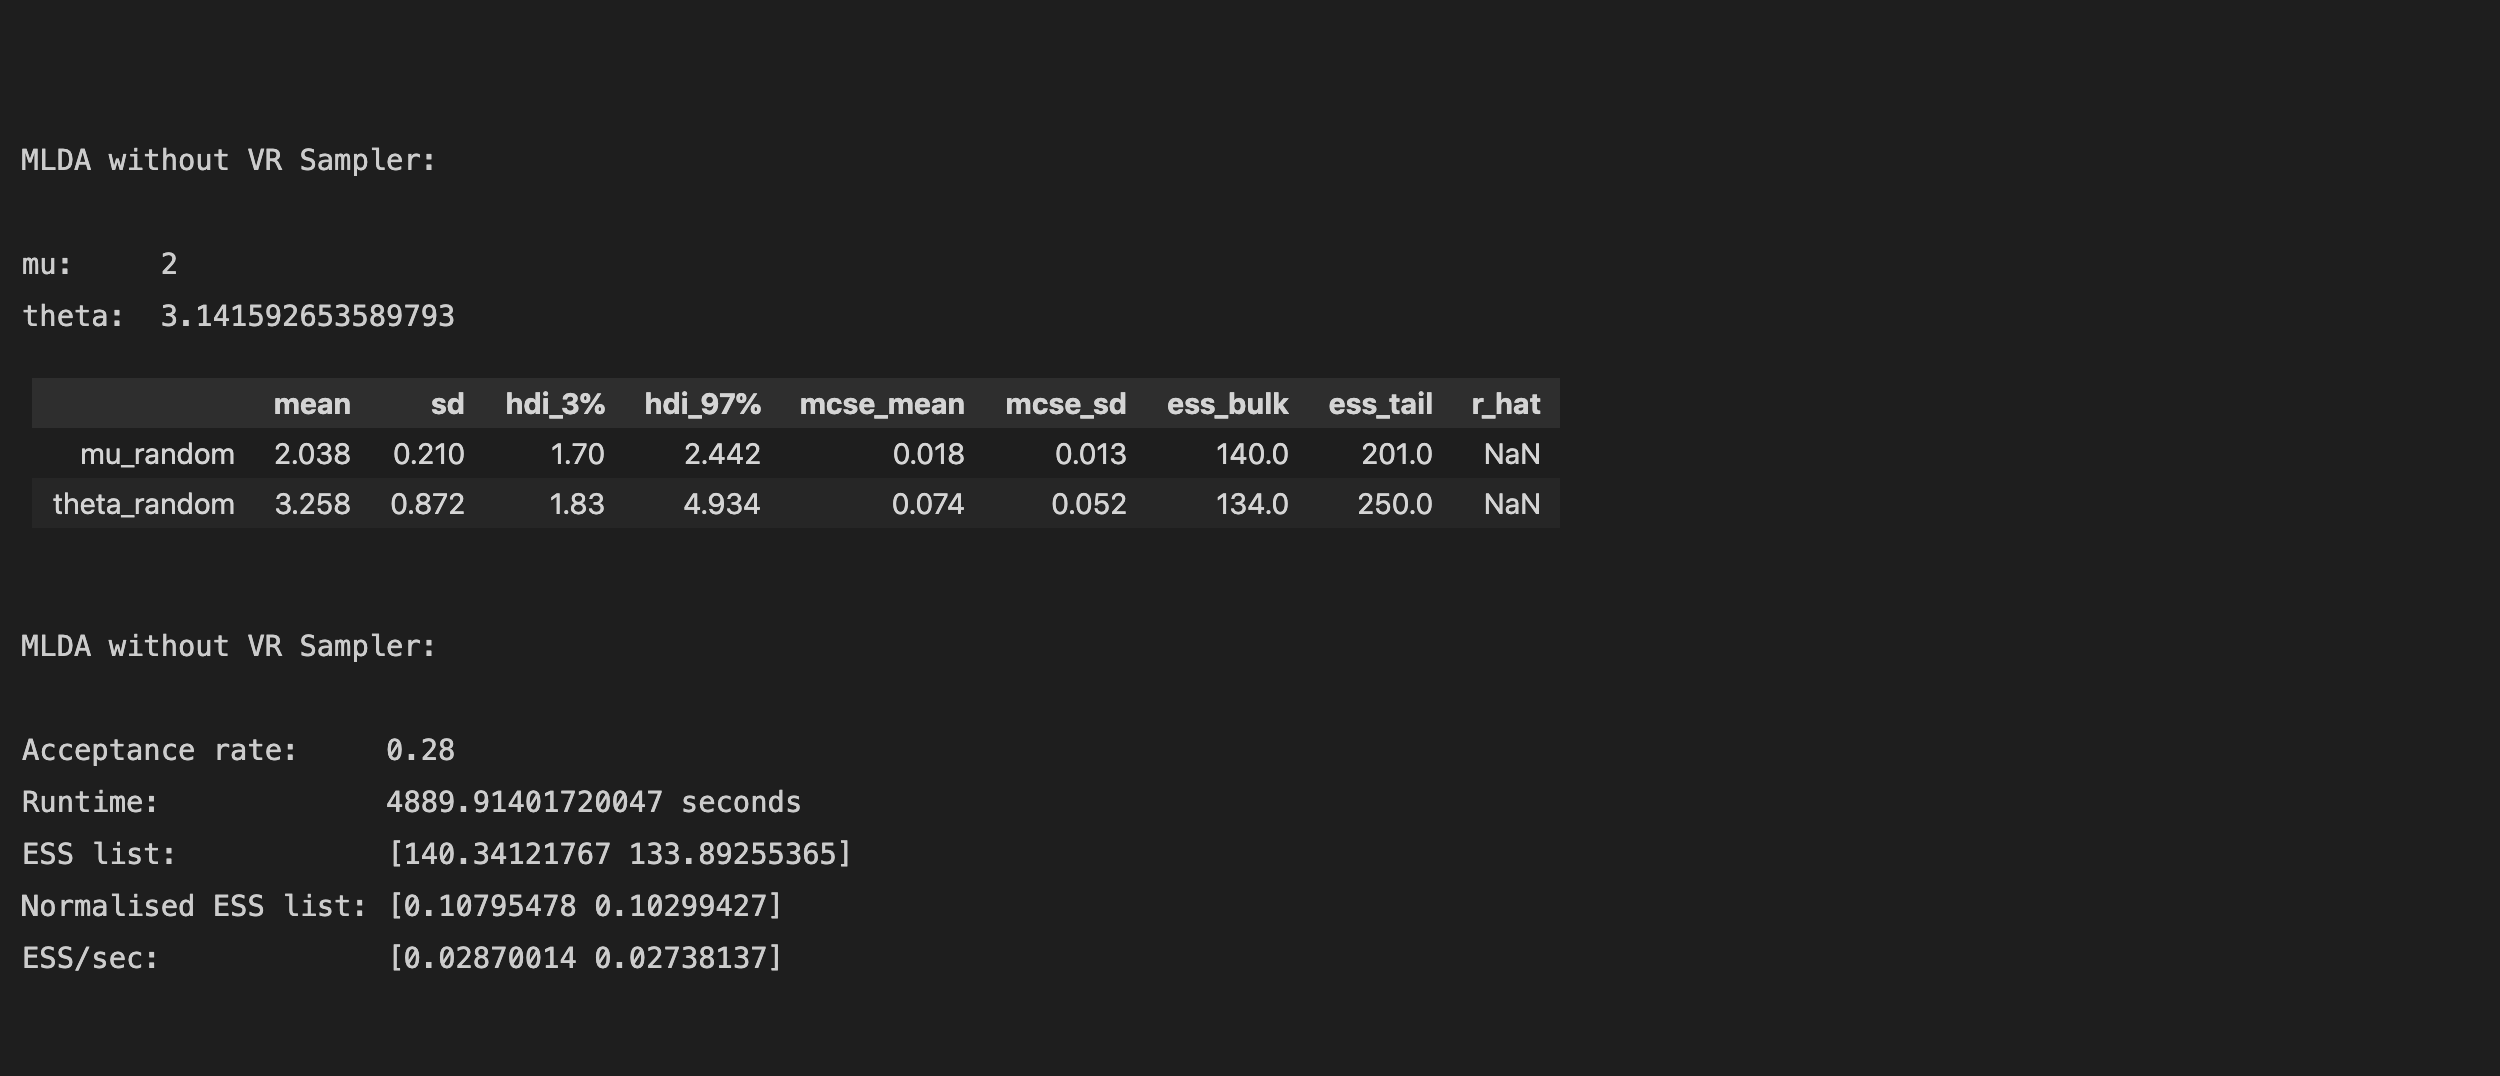 MLDA without VR Sampler:
mu: 2
theta: 3.141592653589793
mean sd hdi_3% hdi_97% mcse_mean mcse_sd ess_bulk ess_tail r_hat
mu_random 2.038 0.210 1.70 2.442 0.018 0.013 140.0 201.0 NaN
theta_random 3.258 0.872 1.83 4.934 0.074 0.052 134.0 250.0 NaN
MLDA without VR Sampler:
Acceptance rate: 0.28
Runtime: 4889.91401720047 seconds
ESS list: [140.34121767 133.89255365]
Normalised ESS list: [0.10795478 0.10299427]
ESS/sec: [0.02870014 0.02738137]